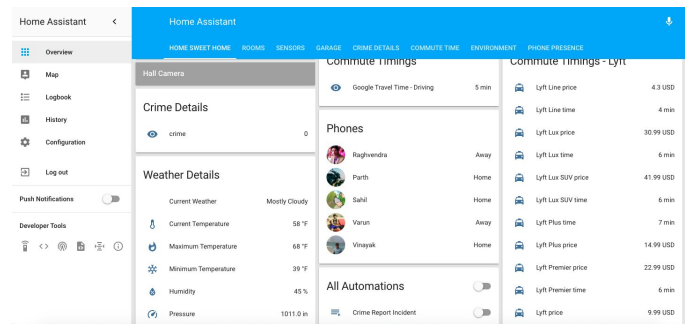 Home Assistant
Overview
Map
Logbook
History
Configuration
Log out
Push Notifications
Developer Tools
Home Assistant
HOME SWEET HOME ROOMS SENSORS GARAGE CRIME DETAILS COMMUTE TIME ENVIRONMENT PHONE PRESENCE
Hall Camera
Crime Details
crime 0
Weather Details
Current Weather Mostly Cloudy
Current Temperature 58 °F
Maximum Temperature 68 °F
Minimum Temperature 39 °F
Humidity 45 %
Pressure 1011.0 in
Commute Timings
Google Travel Time - Driving 5 min
Phones
Raghvendra Away
Parth Home
Sahil Home
Varun Away
Vinayak Home
All Automations
Crime Report Incident
Commute Timings - Lyft
Lyft Line price 4.3 USD
Lyft Line time 4 min
Lyft Lux price 30.99 USD
Lyft Lux time 6 min
Lyft Lux SUV price 41.99 USD
Lyft Lux SUV time 6 min
Lyft Plus time 7 min
Lyft Plus price 14.99 USD
Lyft Premier price 22.99 USD
Lyft Premier time 6 min
Lyft price 9.99 USD